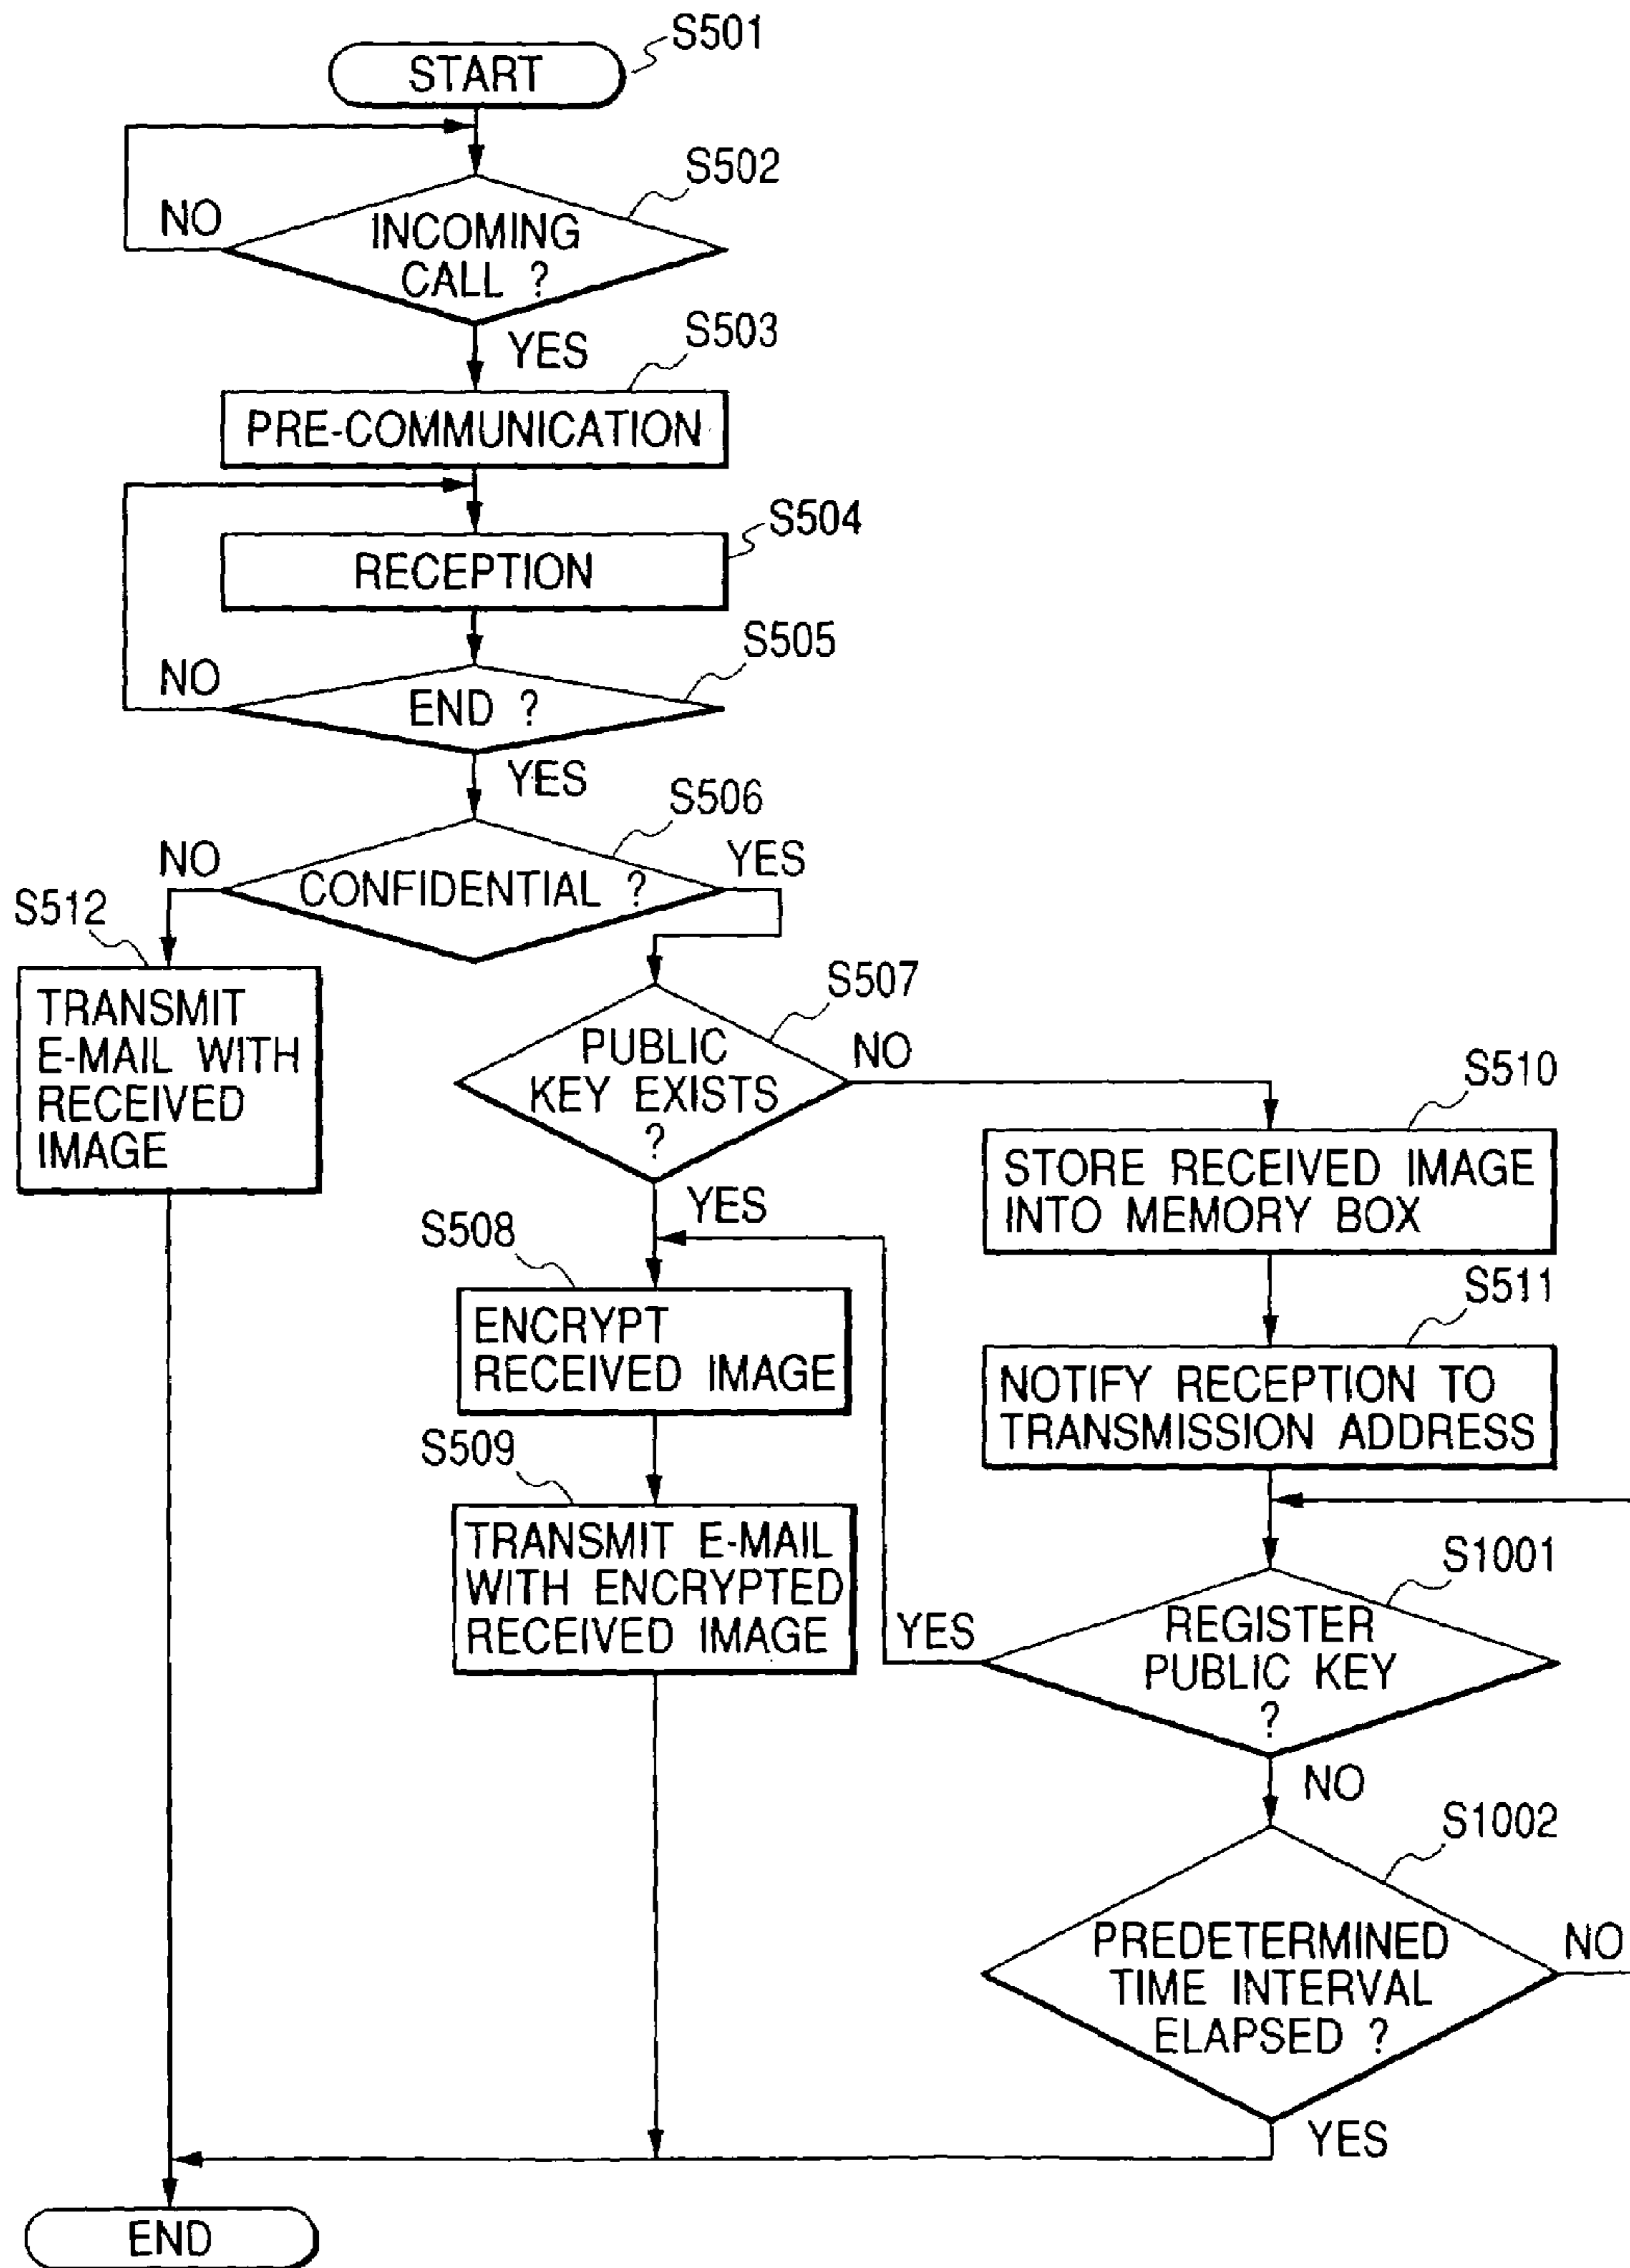 S501
START
S502
NO
INCOMING
CALL ?
YES
S503
PRE-COMMUNICATION
S504
RECEPTION
S505
NO
END ?
YES
S506
NO
YES
CONFIDENTIAL ?
S512
TRANSMIT
E-MAIL WITH
RECEIVED
IMAGE
S507
PUBLIC
KEY EXISTS
?
NO
YES
S510
STORE RECEIVED IMAGE
INTO MEMORY BOX
S508
ENCRYPT
RECEIVED IMAGE
S511
NOTIFY RECEPTION TO
TRANSMISSION ADDRESS
S509
TRANSMIT E-MAIL
WITH ENCRYPTED
RECEIVED IMAGE
S1001
YES
REGISTER
PUBLIC KEY
?
NO
S1002
PREDETERMINED
TIME INTERVAL
ELAPSED ?
NO
YES
END